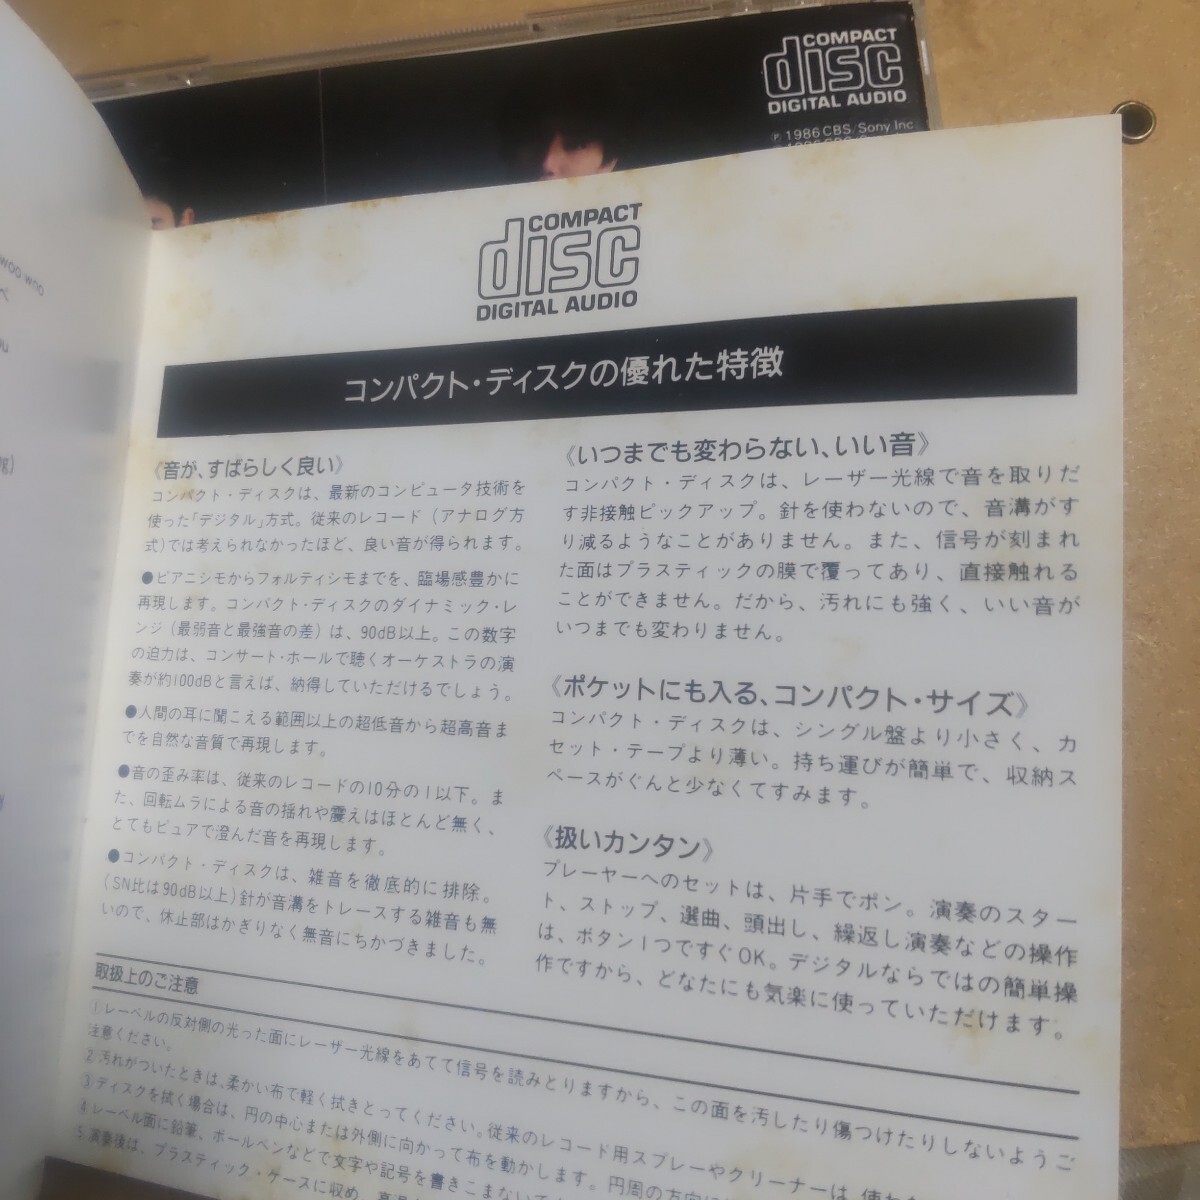 COMPACT
disc
DIGITAL AUDIO
℗ 1986 CBS/Sony Inc
COMPACT
disc
DIGITAL AUDIO
コンパクト・ディスクの優れた特徴
《音が、すばらしく良い》
コンパクト・ディスクは、最新のコンピュータ技術を
使った「デジタル」方式。従来のレコード(アナログ方
式)では考えられなかったほど、良い音が得られます。
●ピアニシモからフォルティシモまでを、臨場感豊かに
再現します。コンパクト・ディスクのダイナミック・レ
ンジ(最弱音と最強音の差)は、90dB以上。この数字
の迫力は、コンサート・ホールで聴くオーケストラの演
奏が約100dBと言えば、納得していただけるでしょう。
●人間の耳に聞こえる範囲以上の超低音から超高音ま
でを自然な音質で再現します。
●音の歪み率は、従来のレコードの10分の1以下。ま
た、回転ムラによる音の揺れや震えはほとんど無く、
とてもピュアで澄んだ音を再現します。
●コンパクト・ディスクは、雑音を徹底的に排除。
(SN比は90dB以上)針が音溝をトレースする雑音も無
いので、休止部はかぎりなく無音にちかづきました。
《いつまでも変わらない、いい音》
コンパクト・ディスクは、レーザー光線で音を取りだ
す非接触ピックアップ。針を使わないので、音溝がす
り減るようなことがありません。また、信号が刻まれ
た面はプラスティックの膜で覆ってあり、直接触れる
ことができません。だから、汚れにも強く、いい音が
いつまでも変わりません。
《ポケットにも入る、コンパクト・サイズ》
コンパクト・ディスクは、シングル盤より小さく、カ
セット・テープより薄い。持ち運びが簡単で、収納ス
ペースがぐんと少なくてすみます。
《扱いカンタン》
プレーヤーへのセットは、片手でポン。演奏のスター
ト、ストップ、選曲、頭出し、繰返し演奏などの操作
は、ボタン1つですぐOK。デジタルならではの簡単操
作ですから、どなたにも気楽に使っていただけます。
取扱上のご注意
①レーベルの反対側の光った面にレーザー光線をあてて信号を読みとりますから、この面を汚したり傷つけたりしないようご
注意ください。
②汚れがついたときは、柔かい布で軽く拭きとってください。従来のレコード用スプレーやクリーナーは、使わ
③ディスクを拭く場合は、円の中心または外側に向かって布を動かします。円周の方向に
④レーベル面に鉛筆、ボールペンなどで文字や記号を書きこまないで
⑤演奏後は、プラスティック・ケースに収め、高温